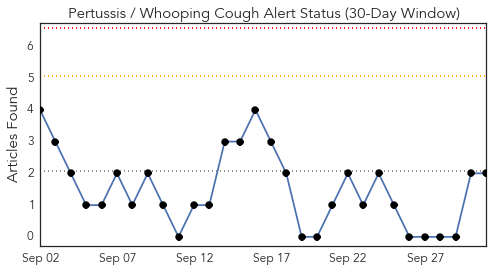 Pertussis / Whooping Cough Alert Status (30-Day Window)
Articles Found
6
5
4
3
2
1
0
Sep 02 Sep 07 Sep 12 Sep 17 Sep 22 Sep 27